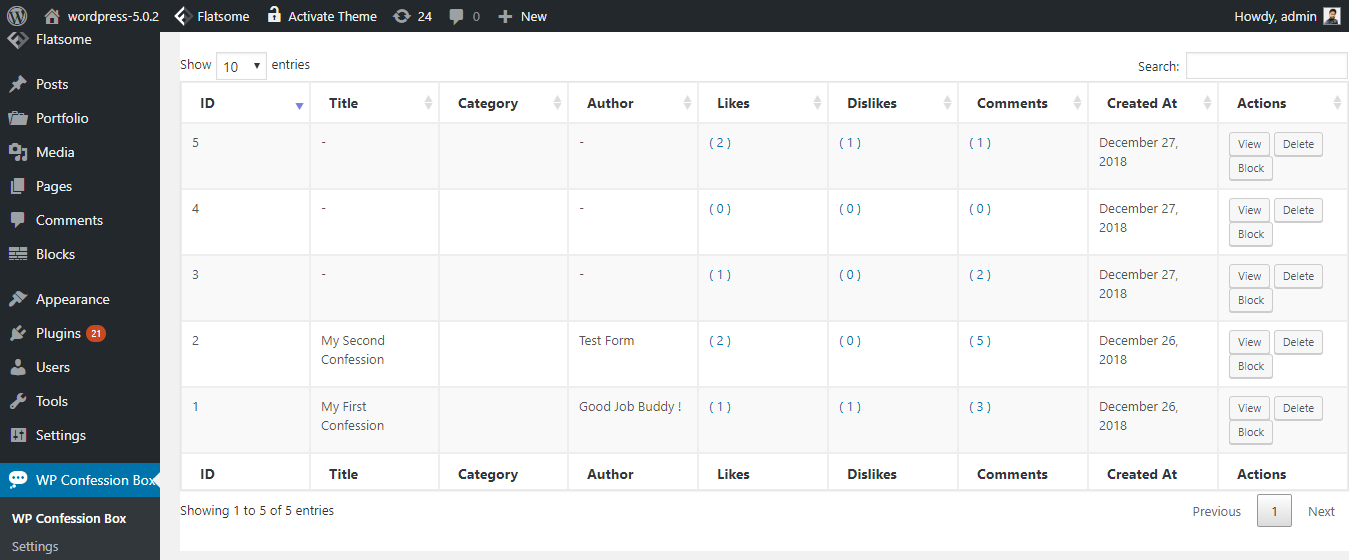 wordpress-5.0.2 Flatsome Activate Theme 24 0 New Howdy, admin
Flatsome
Posts
Portfolio
Media
Pages
Comments
Blocks
Appearance
Plugins 21
Users
Tools
Settings
WP Confession Box
WP Confession Box
Settings
Show 10 entries Search:
ID Title Category Author Likes Dislikes Comments Created At Actions
5 - - ( 2 ) ( 1 ) ( 1 ) December 27, View Delete
2018 Block
4 - - ( 0 ) ( 0 ) ( 0 ) December 27, View Delete
2018 Block
3 - - ( 1 ) ( 0 ) ( 2 ) December 27, View Delete
2018 Block
2 My Second Test Form ( 2 ) ( 0 ) ( 5 ) December 26, View Delete
Confession 2018 Block
1 My First Good Job Buddy ! ( 1 ) ( 1 ) ( 3 ) December 26, View Delete
Confession 2018 Block
ID Title Category Author Likes Dislikes Comments Created At Actions
Showing 1 to 5 of 5 entries Previous 1 Next